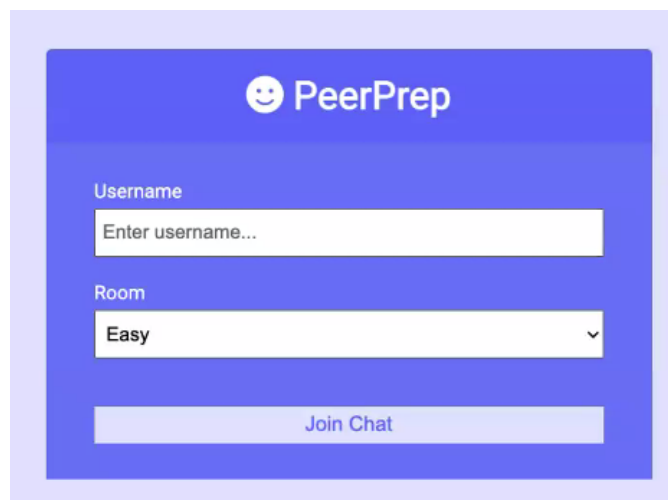 PeerPrep
Username
Enter username...
Room
Easy
Join Chat